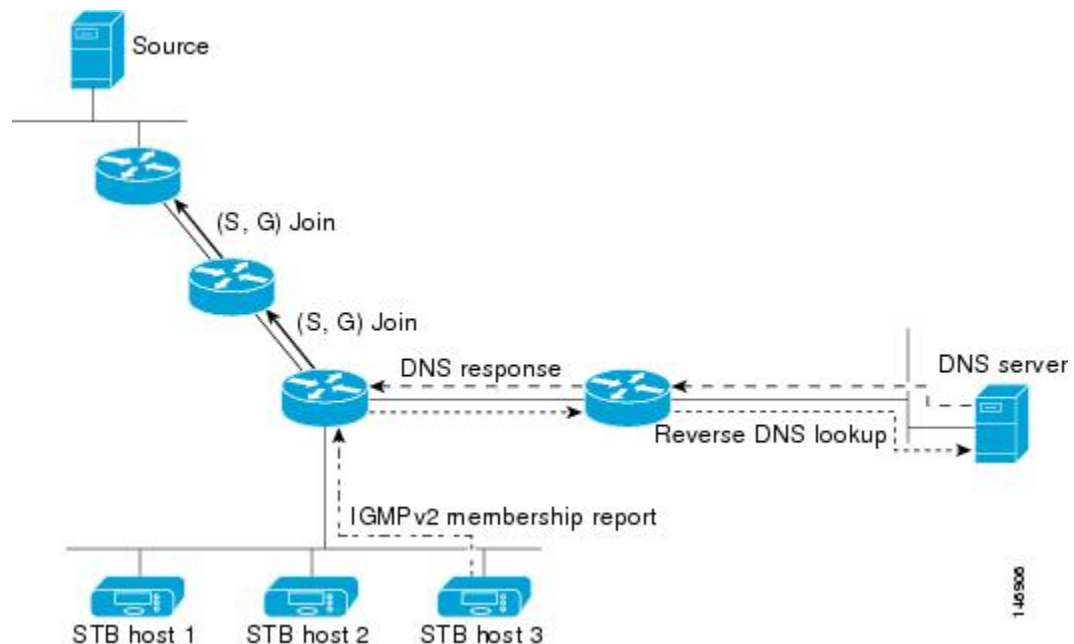 Source
(S, G) Join
(S, G) Join
DNS response
DNS server
Reverse DNS lookup
IGMPv2 membership report
STB host 1
STB host 2
STB host 3
146906